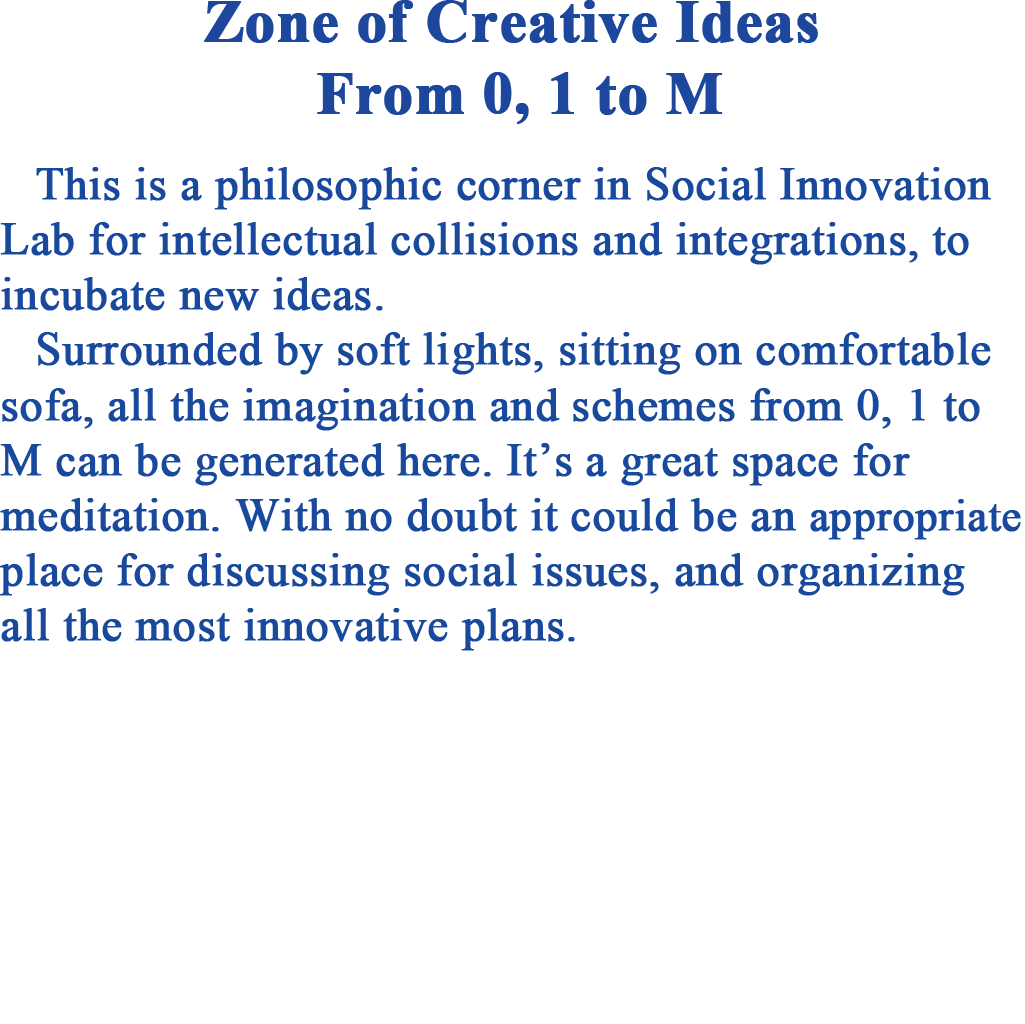 Zone of Creative Ideas
From 0, 1 to M
This is a philosophic corner in Social Innovation
Lab for intellectual collisions and integrations, to
incubate new ideas.
Surrounded by soft lights, sitting on comfortable
sofa, all the imagination and schemes from 0, 1 to
M can be generated here. It’s a great space for
meditation. With no doubt it could be an appropriate
place for discussing social issues, and organizing
all the most innovative plans.